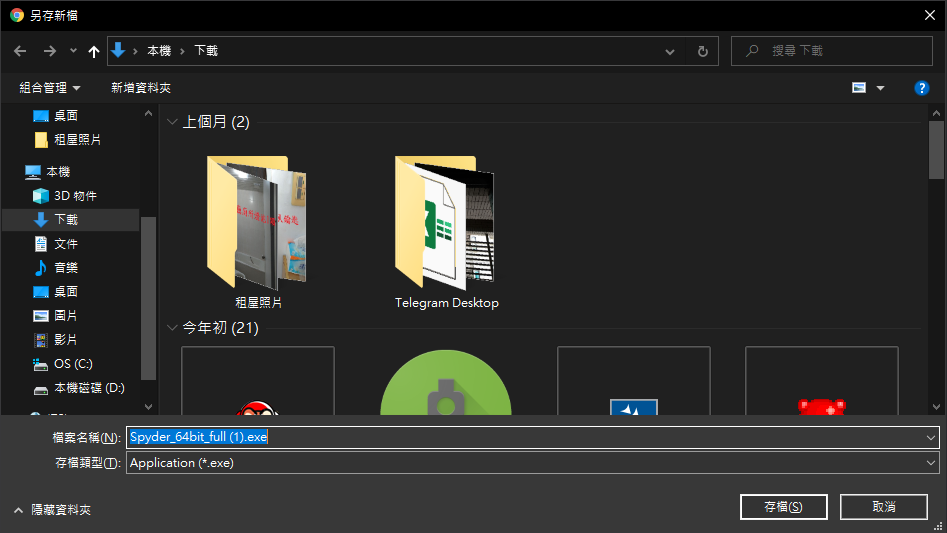 另存新檔
本機 › 下載
搜尋 下載
組合管理 新增資料夾
桌面
租屋照片
本機
3D 物件
下載
文件
音樂
桌面
圖片
影片
OS (C:)
本機磁碟 (D:)
上個月 (2)
租屋照片
Telegram Desktop
今年初 (21)
檔案名稱(N):
Spyder_64bit_full (1).exe
存檔類型(T):
Application (*.exe)
隱藏資料夾
存檔(S)
取消